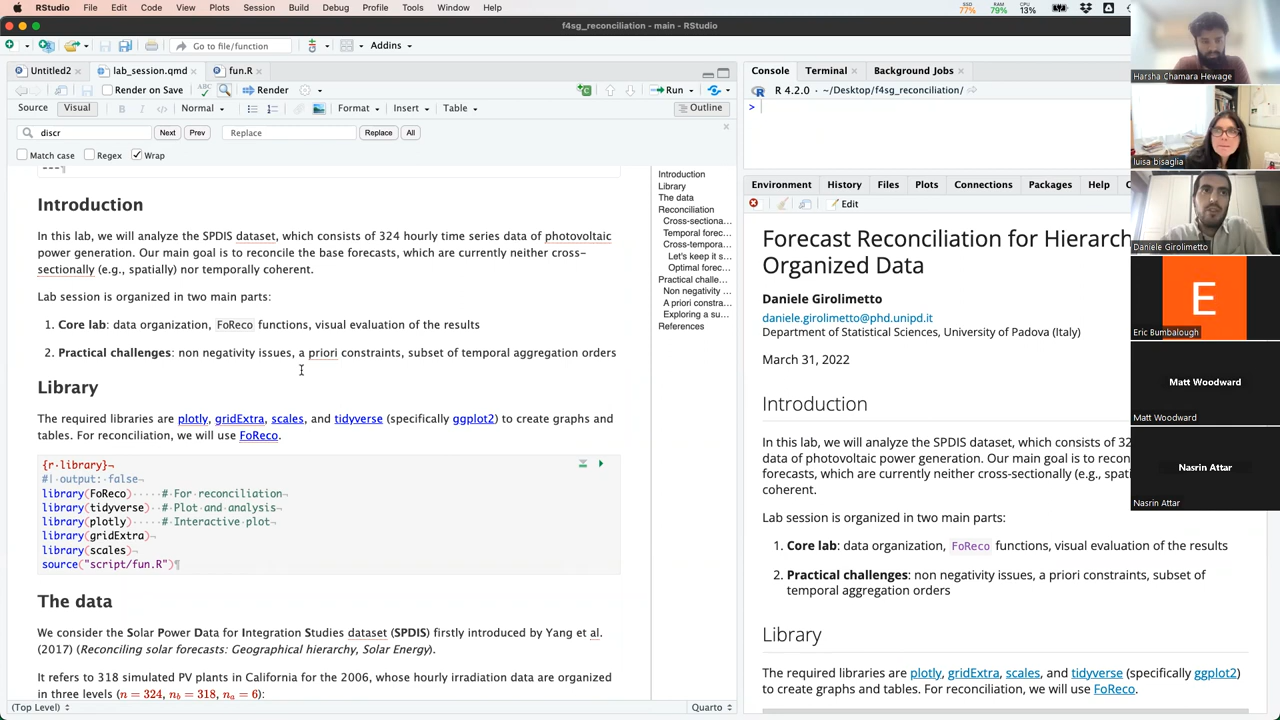 RStudio File Edit Code View Plots Session Build Debug Profile Tools Window Help
SSD 77% RAM 79% CPU 13%
f4sg_reconciliation - main - RStudio
Go to file/function Addins
Untitled2 lab_session.qmd fun.R
Render on Save Render Run
Source Visual B I Normal Format Insert Table Outline
discr Next Prev Replace Replace All
Match case Regex Wrap
Introduction
In this lab, we will analyze the SPDIS dataset, which consists of 324 hourly time series data of photovoltaic
power generation. Our main goal is to reconcile the base forecasts, which are currently neither cross-
sectionally (e.g., spatially) nor temporally coherent.
Lab session is organized in two main parts:
1. Core lab: data organization, FoReco functions, visual evaluation of the results
2. Practical challenges: non negativity issues, a priori constraints, subset of temporal aggregation orders
Library
The required libraries are plotly, gridExtra, scales, and tidyverse (specifically ggplot2) to create graphs and
tables. For reconciliation, we will use FoReco.
{r·library}¬
#|·output:·false
library(FoReco)·····#·For·reconciliation¬
library(tidyverse)··#·Plot·and·analysis¬
library(plotly)·····#·Interactive·plot¬
library(gridExtra)¬
library(scales)¬
source("script/fun.R")¶
The data
We consider the Solar Power Data for Integration Studies dataset (SPDIS) firstly introduced by Yang et al.
(2017) (Reconciling solar forecasts: Geographical hierarchy, Solar Energy).
It refers to 318 simulated PV plants in California for the 2006, whose hourly irradiation data are organized
in three levels (n = 324, n_b = 318, n_a = 6):
(Top Level) Quarto
Introduction
Library
The data
Reconciliation
Cross-sectiona...
Temporal forec...
Cross-tempora...
Let's keep it s...
Optimal forec...
Practical challe...
Non negativity ...
A priori constra...
Exploring a su...
References
Console Terminal Background Jobs
R 4.2.0 · ~/Desktop/f4sg_reconciliation/
>
Environment History Files Plots Connections Packages Help
Edit
Forecast Reconciliation for Hierarch
Organized Data
Daniele Girolimetto
daniele.girolimetto@phd.unipd.it
Department of Statistical Sciences, University of Padova (Italy)
March 31, 2022
Introduction
In this lab, we will analyze the SPDIS dataset, which consists of 32
data of photovoltaic power generation. Our main goal is to recon
forecasts, which are currently neither cross-sectionally (e.g., spati
coherent.
Lab session is organized in two main parts:
1. Core lab: data organization, FoReco functions, visual evaluation of the results
2. Practical challenges: non negativity issues, a priori constraints, subset of
temporal aggregation orders
Library
The required libraries are plotly, gridExtra, scales, and tidyverse (specifically ggplot2)
to create graphs and tables. For reconciliation, we will use FoReco.
Harsha Chamara Hewage
luisa bisaglia
Daniele Girolimetto
E
Eric Bumbalough
Matt Woodward
Matt Woodward
Nasrin Attar
Nasrin Attar